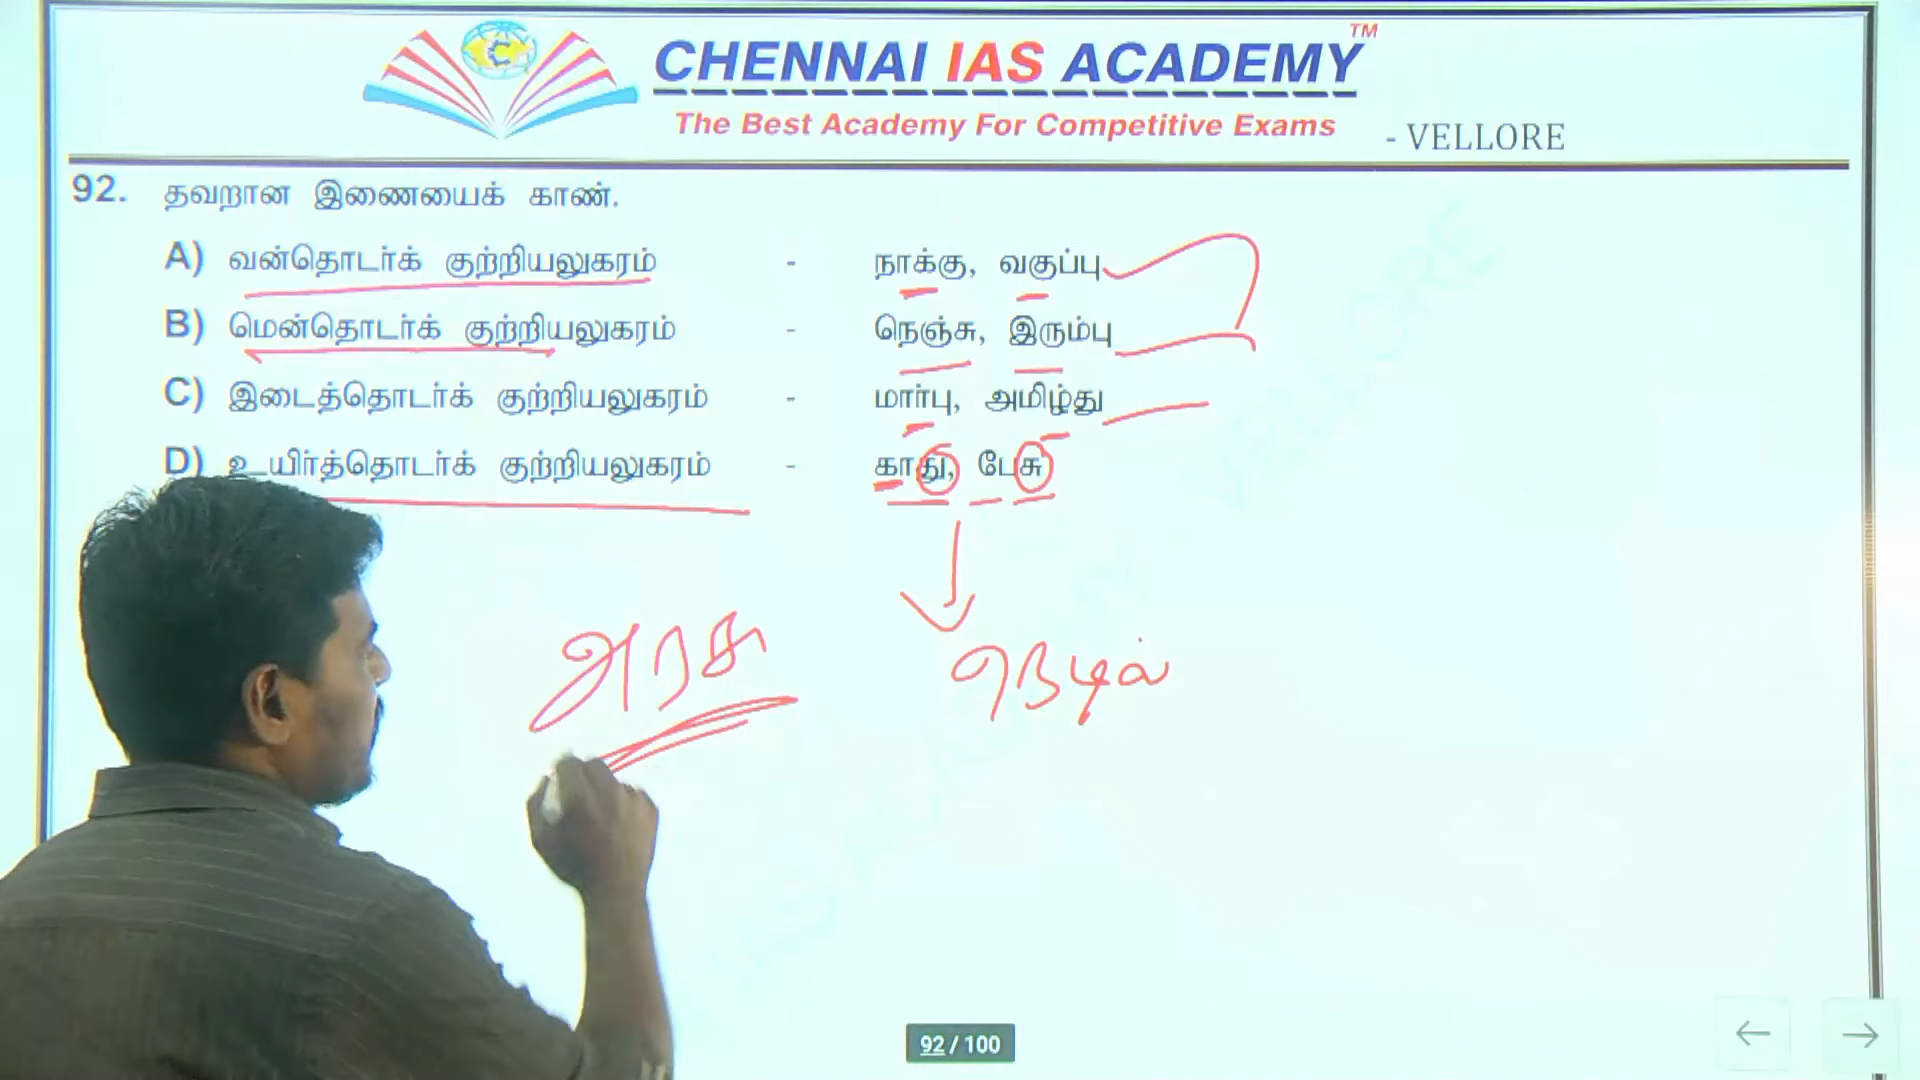 CHENNAI IAS ACADEMY TM
The Best Academy For Competitive Exams - VELLORE
92. தவறான இணையைக் காண்.
A) வன்தொடர்க் குற்றியலுகரம் - நாக்கு, வகுப்பு
B) மென்தொடர்க் குற்றியலுகரம் - நெஞ்சு, இரும்பு
C) இடைத்தொடர்க் குற்றியலுகரம் - மார்பு, அமிழ்து
D) உயிர்த்தொடர்க் குற்றியலுகரம் - காது, பேசு
அரசு
நெடில்
92 / 100